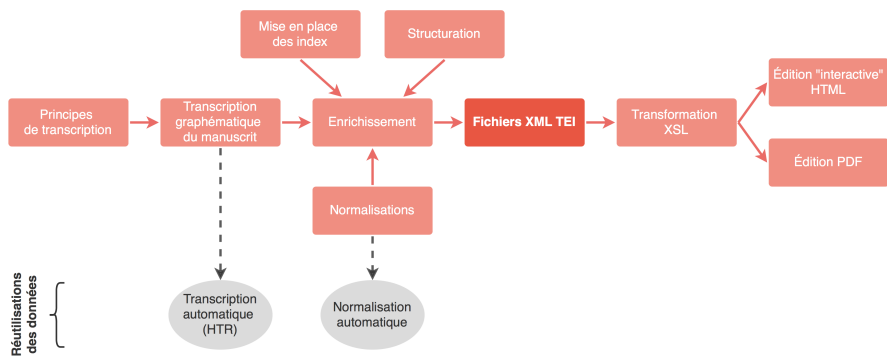 Mise en place
des index
Structuration
Principes
de transcription
Transcription
graphématique
du manuscrit
Enrichissement
Fichiers XML TEI
Transformation
XSL
Édition "interactive"
HTML
Édition PDF
Normalisations
Réutilisations
des données
Transcription
automatique
(HTR)
Normalisation
automatique